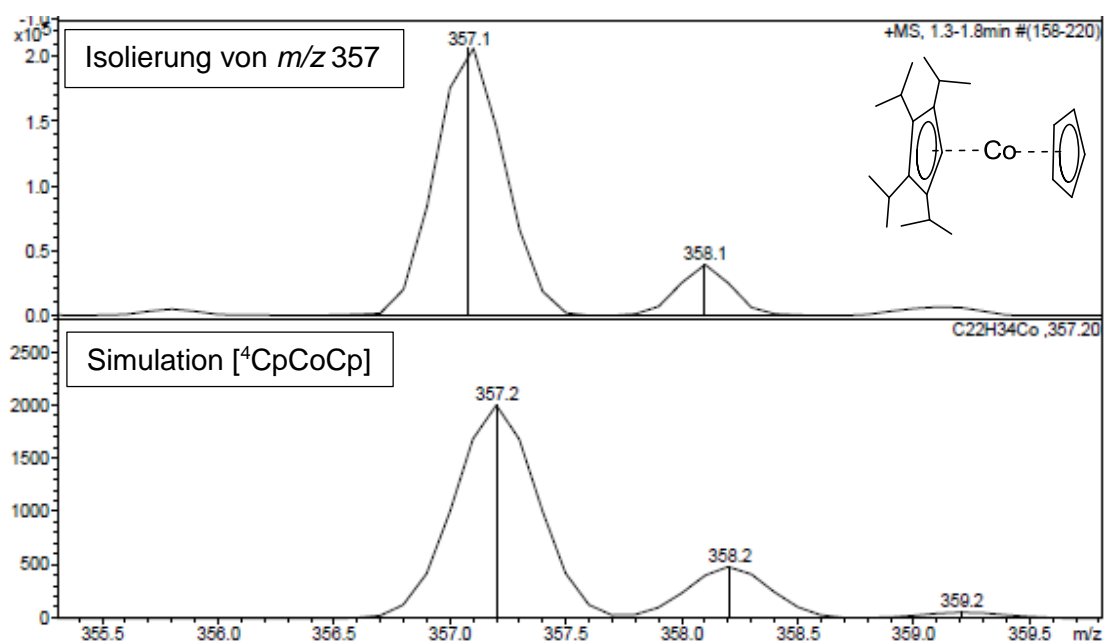 -1.0
x10⁵
+MS, 1.3-1.8min #(158-220)
Isolierung von m/z 357
357.1
2.0
1.5
Co
1.0
0.5
358.1
0.0
C22H34Co ,357.20
2500
Simulation [⁴CpCoCp]
357.2
2000
1500
1000
500
358.2
359.2
0
355.5 356.0 356.5 357.0 357.5 358.0 358.5 359.0 359.5 m/z